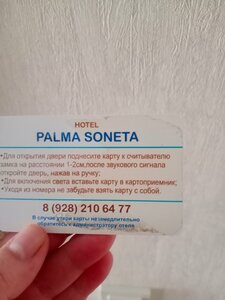 HOTEL
PALMA SONETA
•Для открытия двери поднесите карту к считывателю
замка на расстоянии 1-2см,после звукового сигнала
откройте дверь, нажав на ручку;
•Для включения света вставьте карту в картоприемник;
•Уходя из номера не забудьте взять карту с собой.
8 (928) 210 64 77
В случае утери карты незамедлительно
обратитесь к администратору отеля